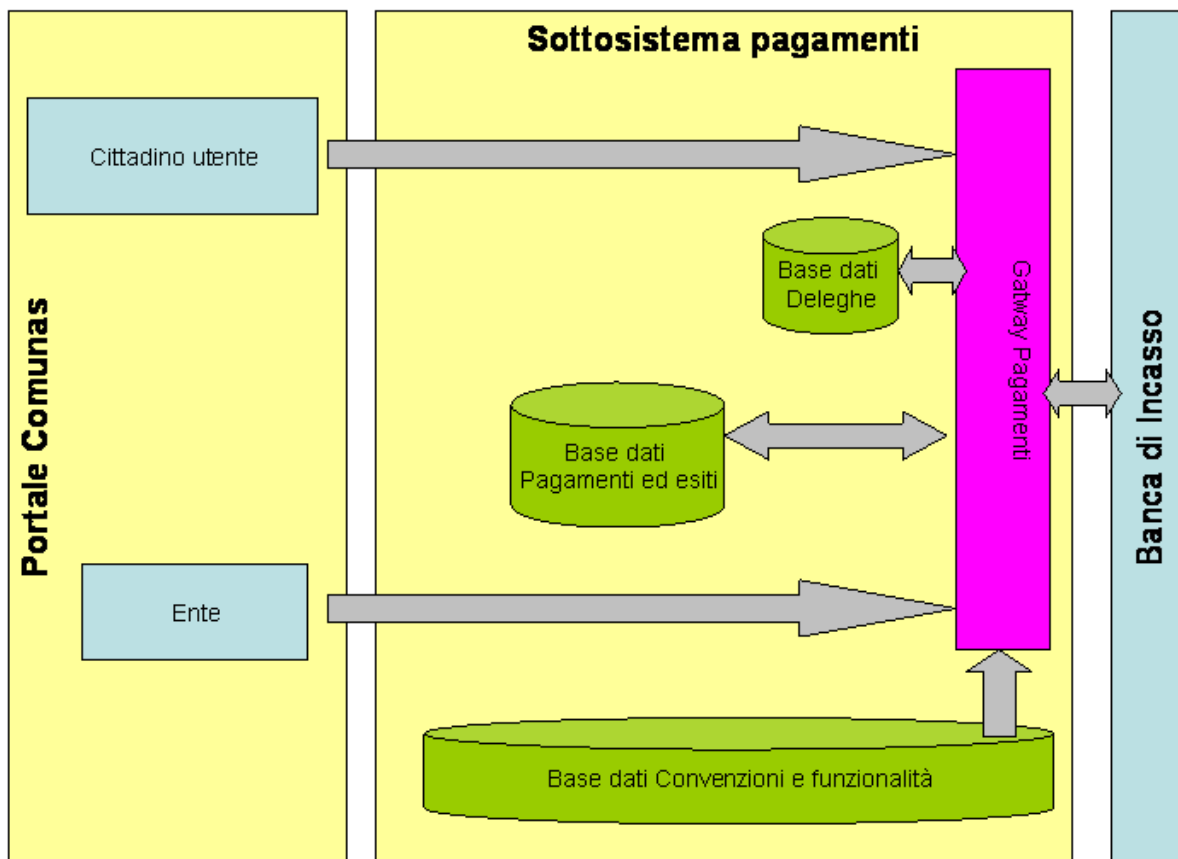 Portale Comunas
Cittadino utente
Ente
Sottosistema pagamenti
Base dati
Deleghe
Base dati
Pagamenti ed esiti
Base dati Convenzioni e funzionalità
Gatway Pagamenti
Banca di Incasso